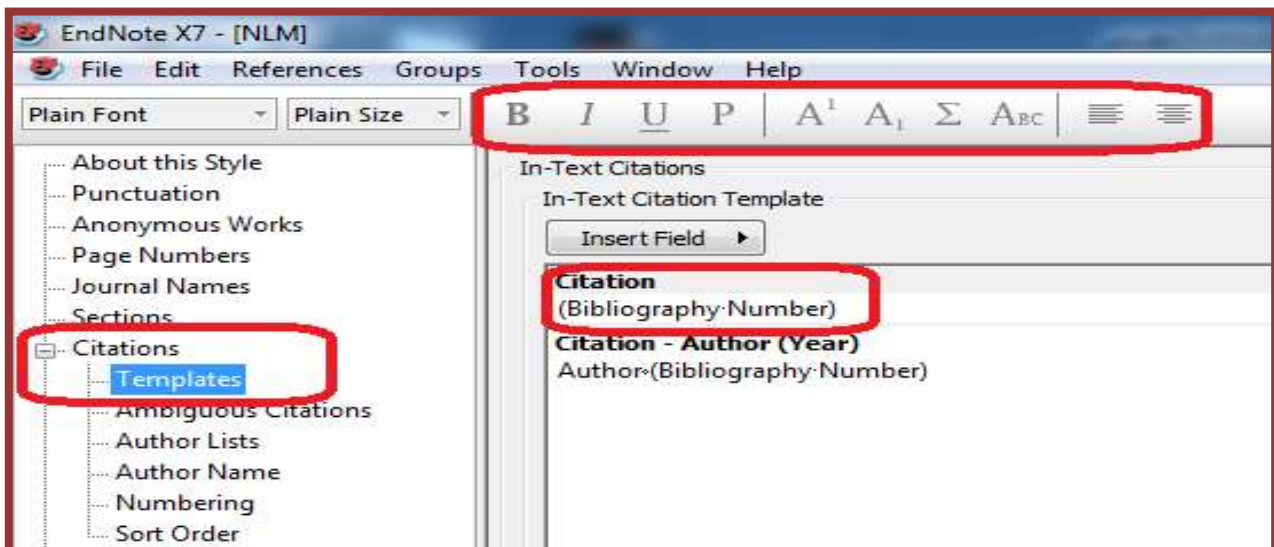 EndNote X7 - [NLM]
File Edit References Groups Tools Window Help
Plain Font Plain Size B I U P A¹ A₁ Σ ABC
About this Style
Punctuation
Anonymous Works
Page Numbers
Journal Names
Sections
Citations
Templates
Ambiguous Citations
Author Lists
Author Name
Numbering
Sort Order
In-Text Citations
In-Text Citation Template
Insert Field
Citation
(Bibliography·Number)
Citation - Author (Year)
Author·(Bibliography·Number)